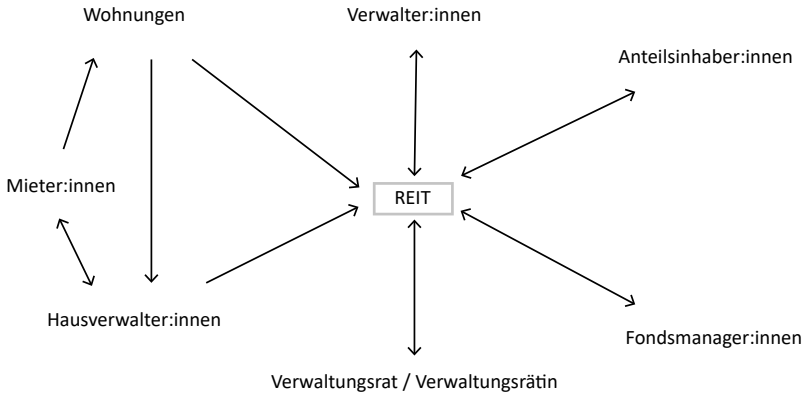 Wohnungen
Verwalter:innen
Anteilsinhaber:innen
Mieter:innen
REIT
Hausverwalter:innen
Fondsmanager:innen
Verwaltungsrat / Verwaltungsrätin